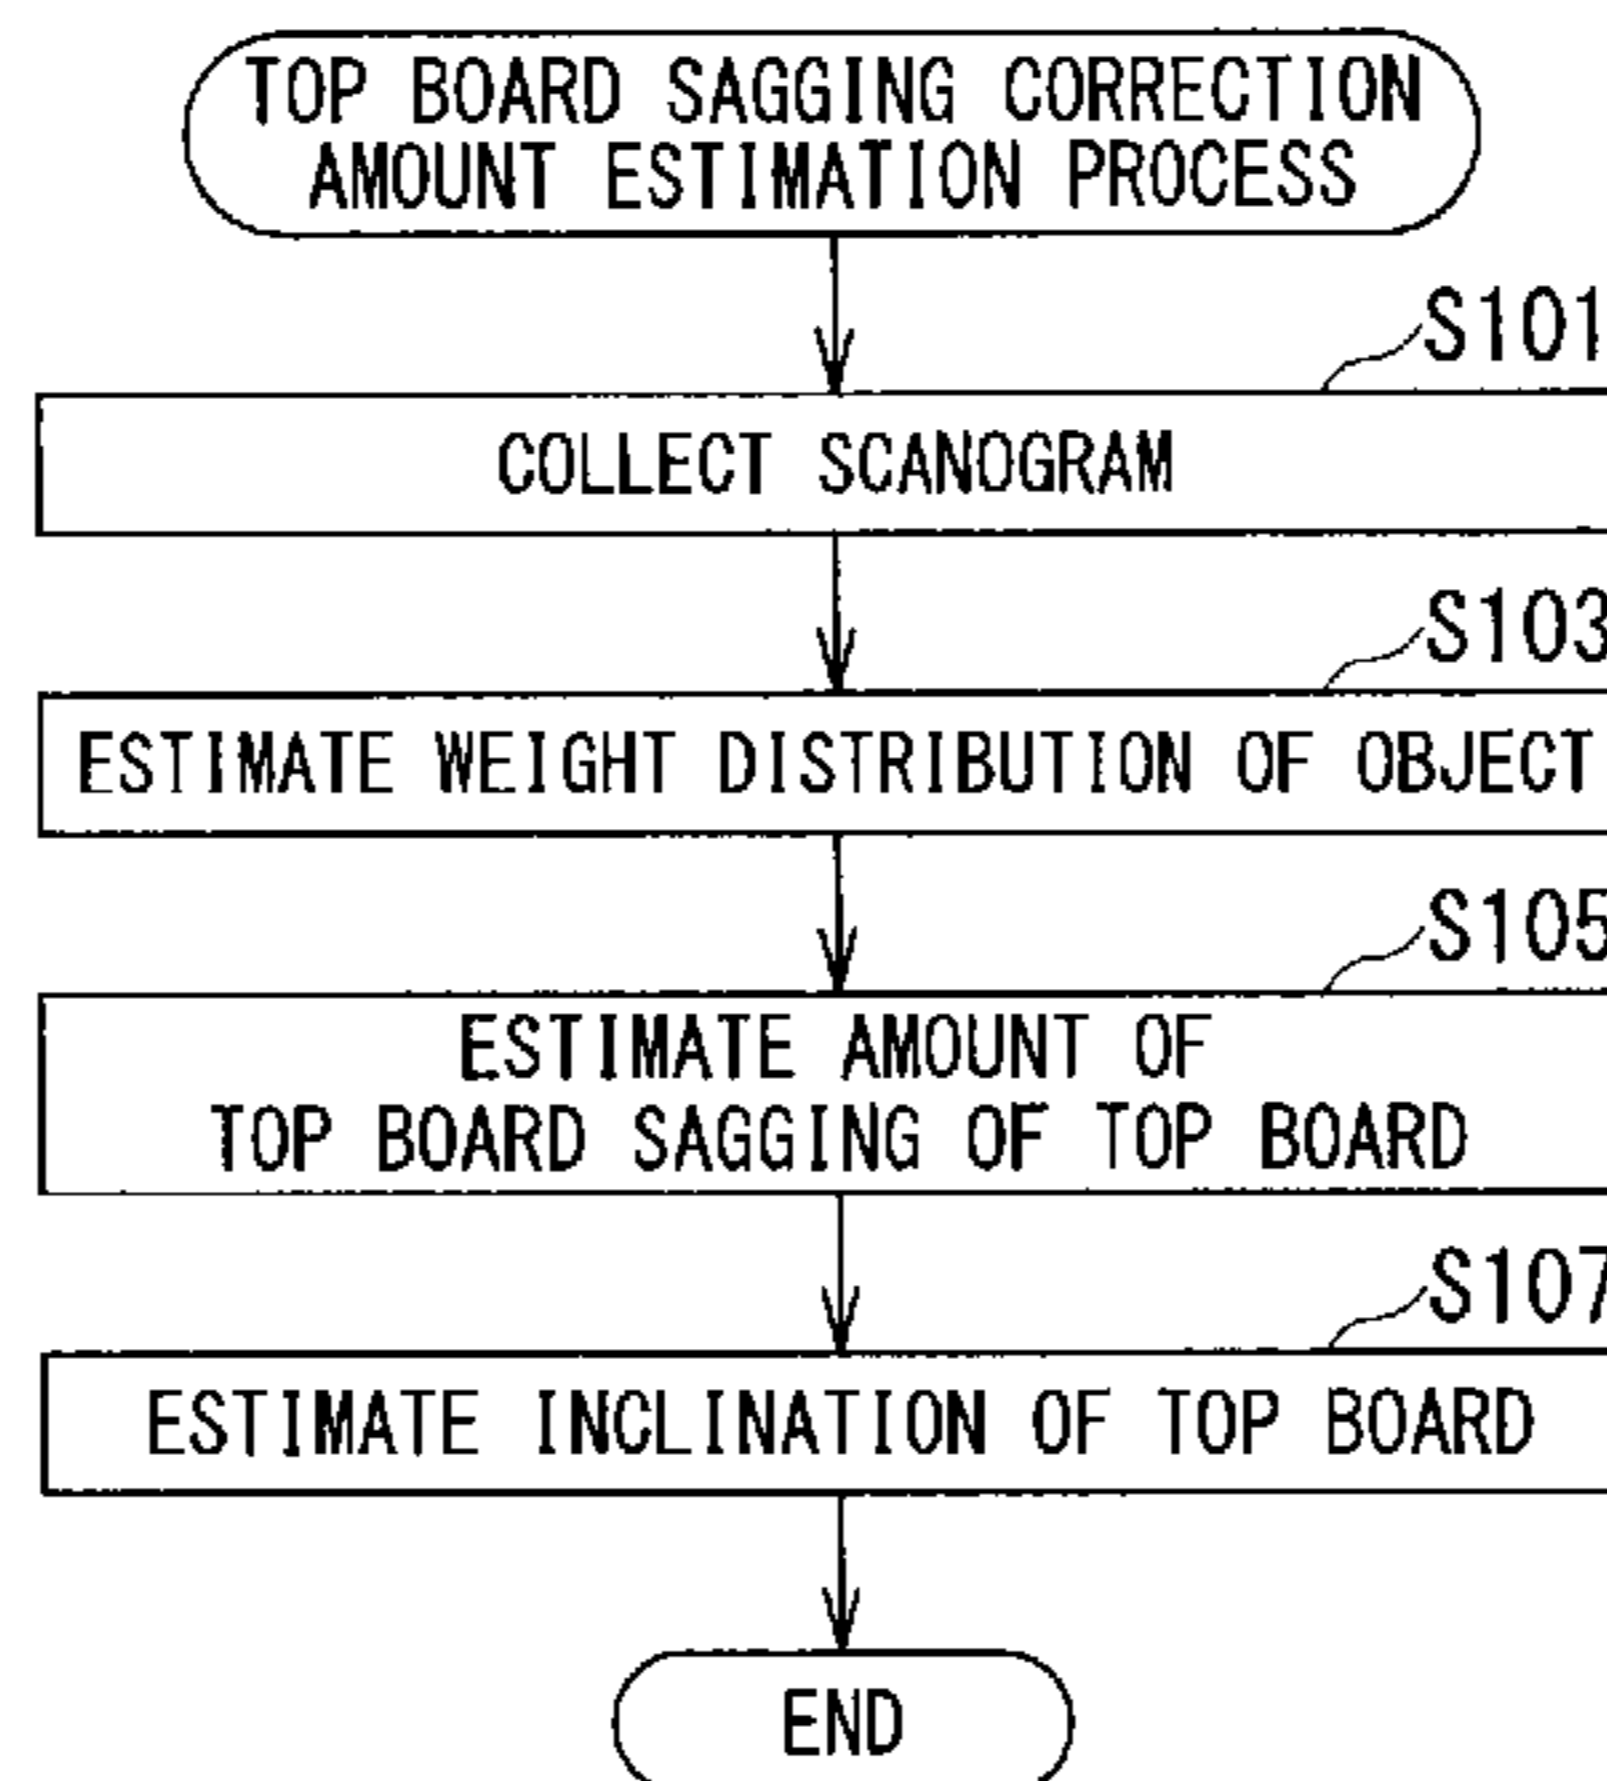 TOP BOARD SAGGING CORRECTION
AMOUNT ESTIMATION PROCESS
S101
COLLECT SCANOGRAM
S103
ESTIMATE WEIGHT DISTRIBUTION OF OBJECT
S105
ESTIMATE AMOUNT OF
TOP BOARD SAGGING OF TOP BOARD
S107
ESTIMATE INCLINATION OF TOP BOARD
END